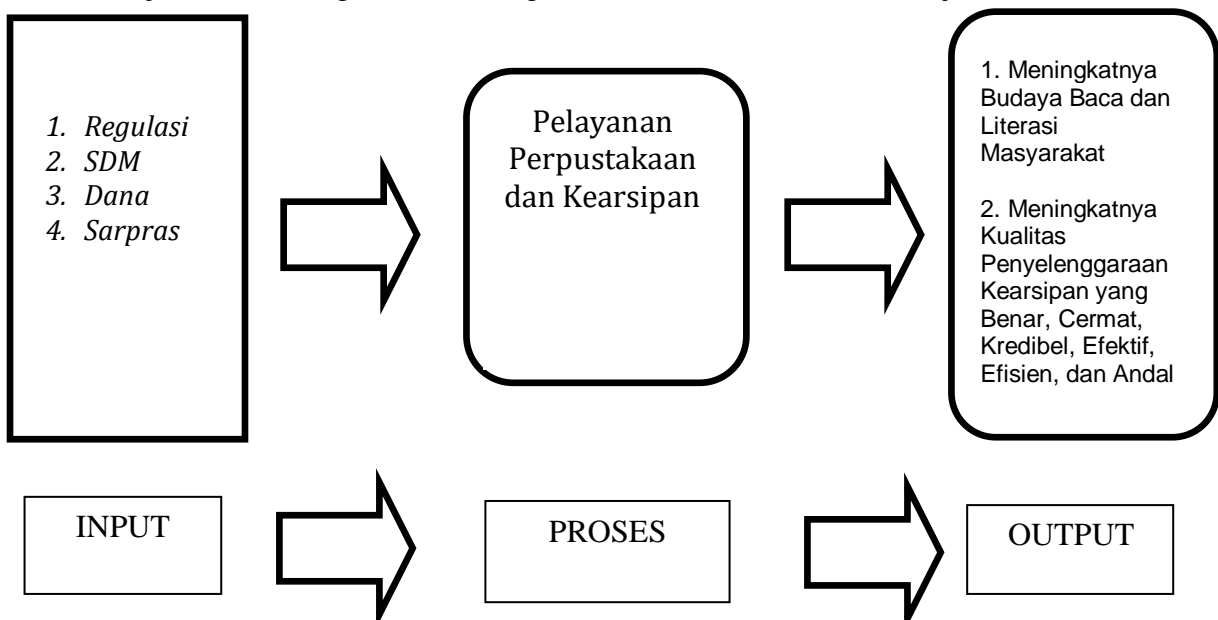 1. Regulasi
2. SDM
3. Dana
4. Sarpras
Pelayanan
Perpustakaan
dan Kearsipan
1. Meningkatnya
Budaya Baca dan
Literasi
Masyarakat
2. Meningkatnya
Kualitas
Penyelenggaraan
Kearsipan yang
Benar, Cermat,
Kredibel, Efektif,
Efisien, dan Andal
INPUT
PROSES
OUTPUT